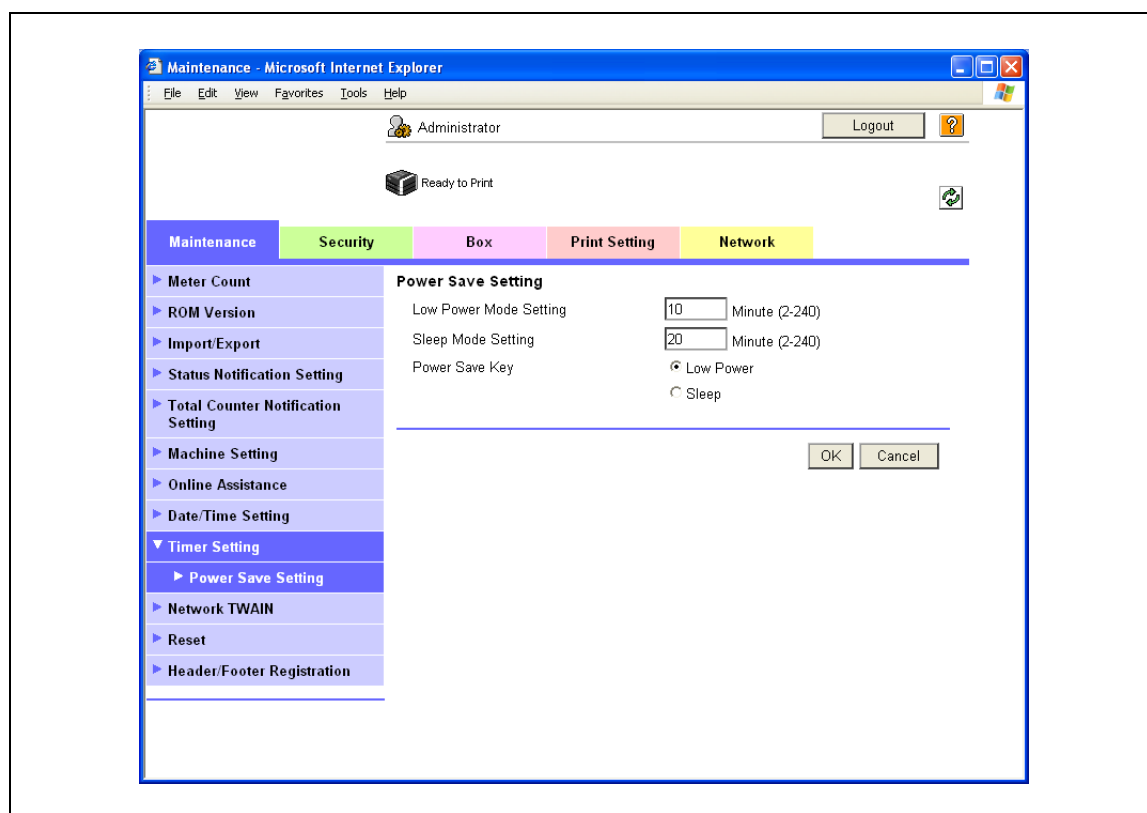 Maintenance - Microsoft Internet Explorer
File Edit View Favorites Tools Help
Administrator
Logout
?
Ready to Print
Maintenance
Security
Box
Print Setting
Network
Meter Count
ROM Version
Import/Export
Status Notification Setting
Total Counter Notification
Setting
Machine Setting
Online Assistance
Date/Time Setting
Timer Setting
Power Save Setting
Network TWAIN
Reset
Header/Footer Registration
Power Save Setting
Low Power Mode Setting 10 Minute (2-240)
Sleep Mode Setting 20 Minute (2-240)
Power Save Key Low Power
Sleep
OK Cancel